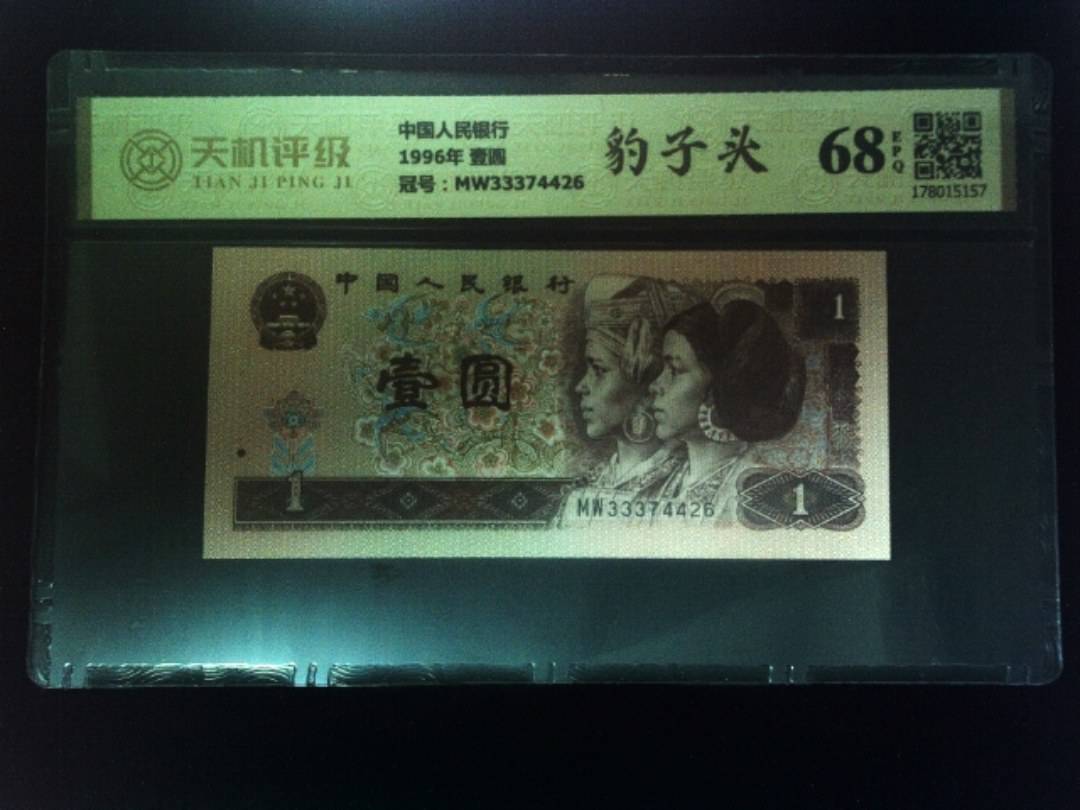 天机评级
TIAN JI PING JI
中国人民银行
1996年 壹圆
冠号：MW33374426
豹子头
68
EPQ
178015157
中国人民银行
1
壹圆
1
MW33374426
1